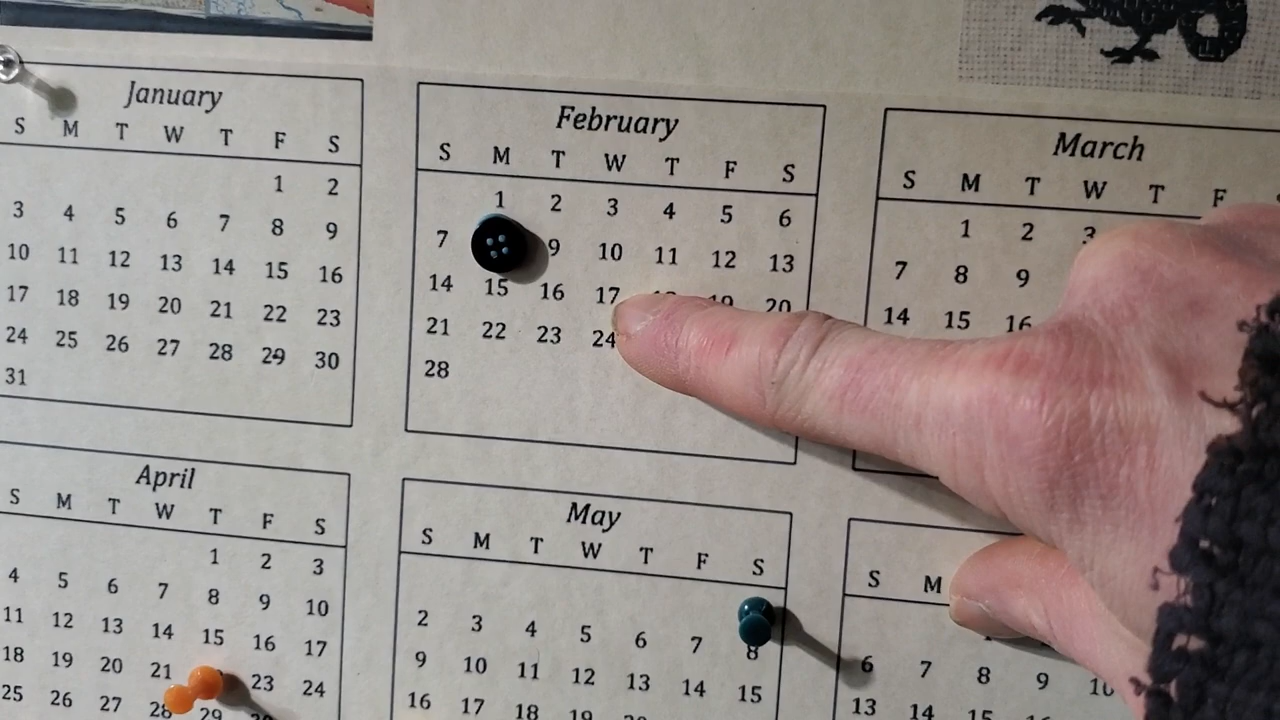 January
S M T W T F S
1 2
3 4 5 6 7 8 9
10 11 12 13 14 15 16
17 18 19 20 21 22 23
24 25 26 27 28 29 30
31
February
S M T W T F S
1 2 3 4 5 6
7 9 10 11 12 13
14 15 16 17 19 20
21 22 23 24
28
March
S M T W T F
1 2 3
7 8 9
14 15 16
April
S M T W T F S
1 2 3
4 5 6 7 8 9 10
11 12 13 14 15 16 17
18 19 20 21 23 24
25 26 27 28 29
May
S M T W T F S
2 3 4 5 6 7 8
9 10 11 12 13 14 15
16 17 18 19
S M
6 7 8 9 10
13 14 15